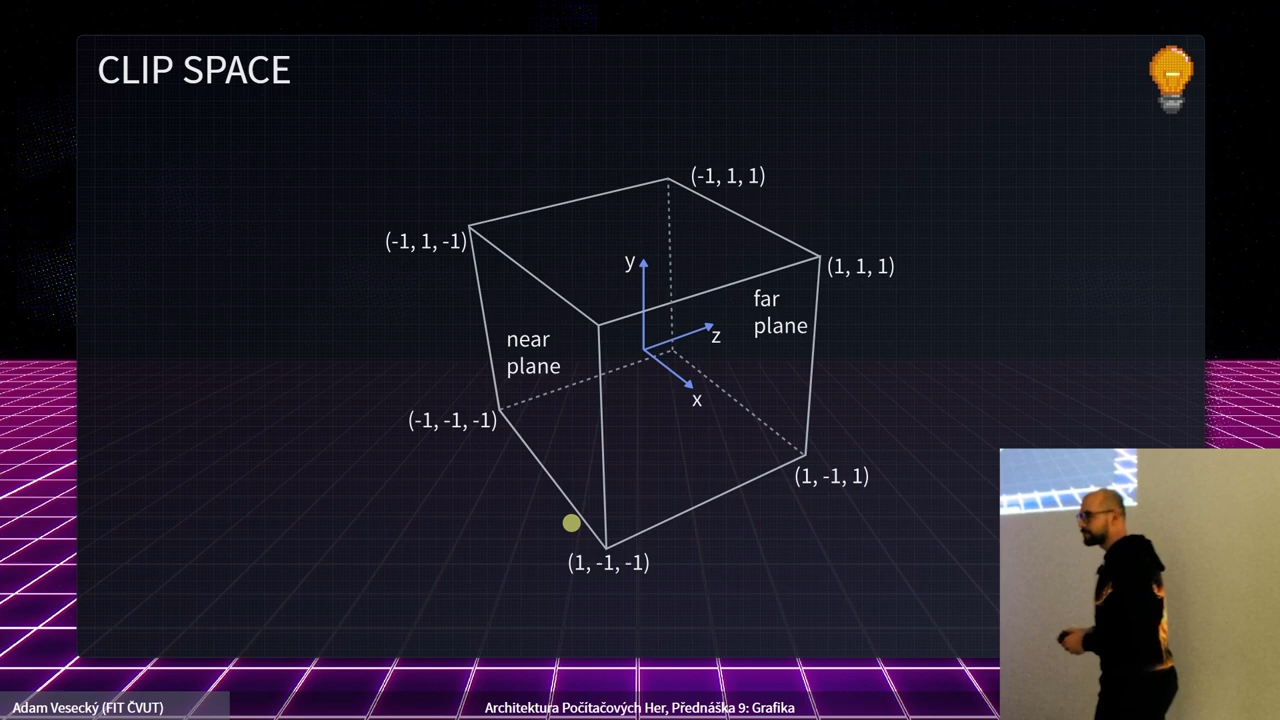 CLIP SPACE
(-1, 1, 1)
(-1, 1, -1)
y
(1, 1, 1)
far
plane
near
plane
z
x
(-1, -1, -1)
(1, -1, 1)
(1, -1, -1)
Adam Vesecký (FIT ČVUT)
Architektura Počítačových Her, Přednáška 9: Grafika